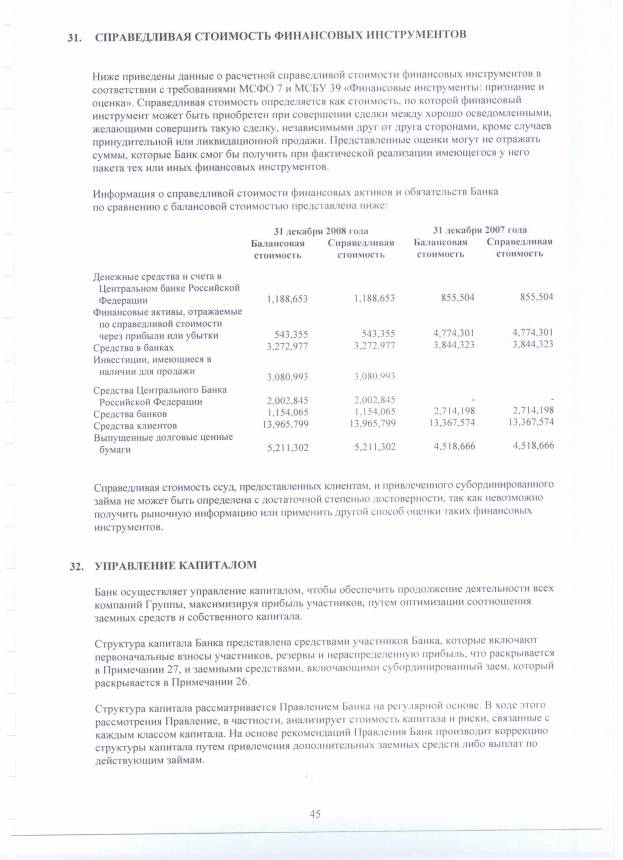 31. СПРАВЕДЛИВАЯ СТОИМОСТЬ ФИНАНСОВЫХ ИНСТРУМЕНТОВ
Ниже приведены данные о расчетной справедливой стоимости финансовых инструментов в
соответствии с требованиями МСФО 7 и МСБУ 39 «Финансовые инструменты: признание и
оценка». Справедливая стоимость определяется как стоимость, по которой финансовый
инструмент может быть приобретен при совершении сделки между хорошо осведомленными,
желающими совершить такую сделку, независимыми друг от друга сторонами, кроме случаев
принудительной или ликвидационной продажи. Представленные оценки могут не отражать
суммы, которые Банк смог бы получить при фактической реализации имеющегося у него
пакета тех или иных финансовых инструментов.
Информация о справедливой стоимости финансовых активов и обязательств Банка
по сравнению с балансовой стоимостью представлена ниже:
31 декабря 2008 года 31 декабря 2007 года
Балансовая Справедливая Балансовая Справедливая
стоимость стоимость стоимость стоимость
Денежные средства и счета в
Центральном банке Российской
Федерации 1,188,653 1,188,653 855,504 855,504
Финансовые активы, отражаемые
по справедливой стоимости
через прибыли или убытки 543,355 543,355 4,774,301 4,774,301
Средства в банках 3,272,977 3,272,977 3,844,323 3,844,323
Инвестиции, имеющиеся в
наличии для продажи 3,080,993 3,080,993
Средства Центрального Банка
Российской Федерации 2,002,845 2,002,845 - -
Средства банков 1,154,065 1,154,065 2,714,198 2,714,198
Средства клиентов 13,965,799 13,965,799 13,367,574 13,367,574
Выпущенные долговые ценные
бумаги 5,211,302 5,211,302 4,518,666 4,518,666
Справедливая стоимость ссуд, предоставленных клиентам, и привлеченного субординированного
займа не может быть определена с достаточной степенью достоверности, так как невозможно
получить рыночную информацию или применить другой способ оценки таких финансовых
инструментов.
32. УПРАВЛЕНИЕ КАПИТАЛОМ
Банк осуществляет управление капиталом, чтобы обеспечить продолжение деятельности всех
компаний Группы, максимизируя прибыль участников, путем оптимизации соотношения
заемных средств и собственного капитала.
Структура капитала Банка представлена средствами участников Банка, которые включают
первоначальные взносы участников, резервы и нераспределенную прибыль, что раскрывается
в Примечании 27, и заемными средствами, включающими субординированный заем, который
раскрывается в Примечании 26.
Структура капитала рассматривается Правлением Банка на регулярной основе. В ходе этого
рассмотрения Правление, в частности, анализирует стоимость капитала и риски, связанные с
каждым классом капитала. На основе рекомендаций Правления Банк производит коррекцию
структуры капитала путем привлечения дополнительных заемных средств либо выплат по
действующим займам.
45